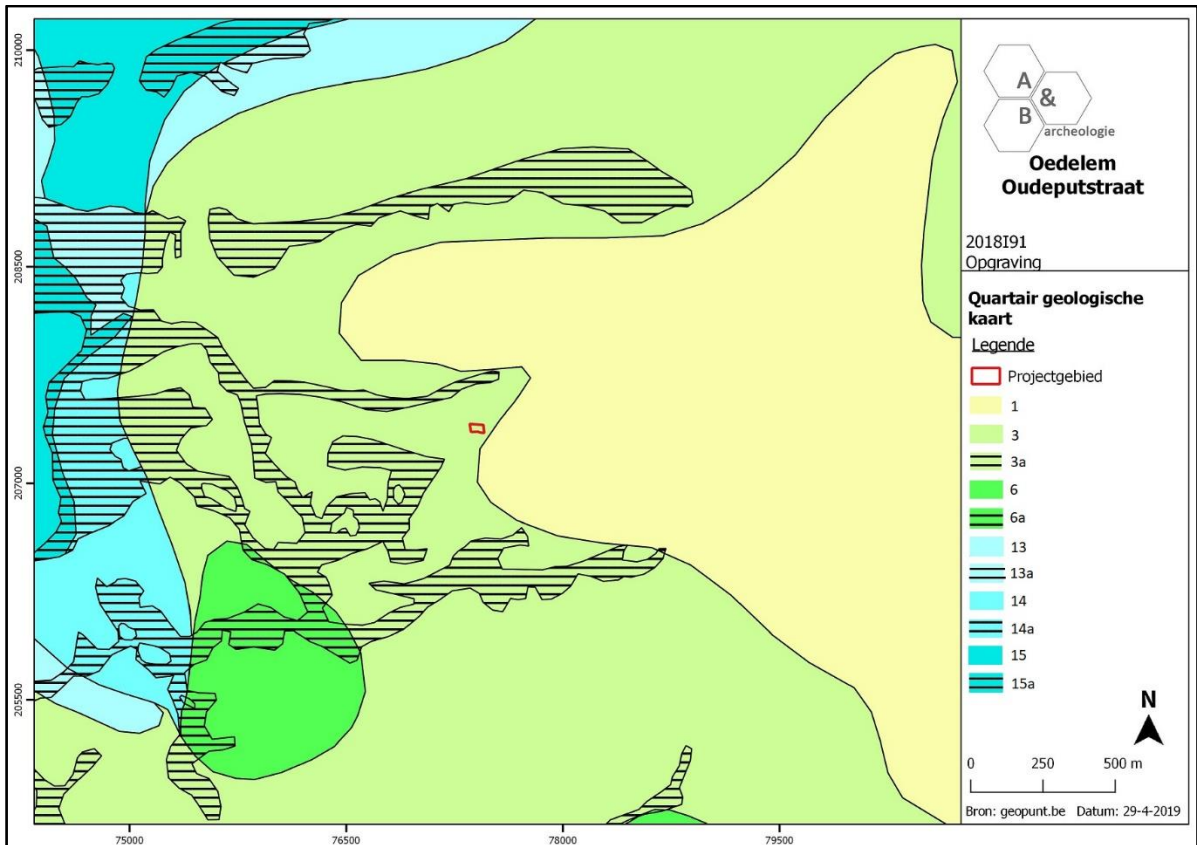 210000
208500
207000
205500
75000
76500
78000
79500
A
&
B
archeologie
Oedelem
Oudeputstraat
2018I91
Opgraving
Quartair geologische
kaart
Legende
Projectgebied
1
3
3a
6
6a
13
13a
14
14a
15
15a
N
0 250 500 m
Bron: geopunt.be Datum: 29-4-2019